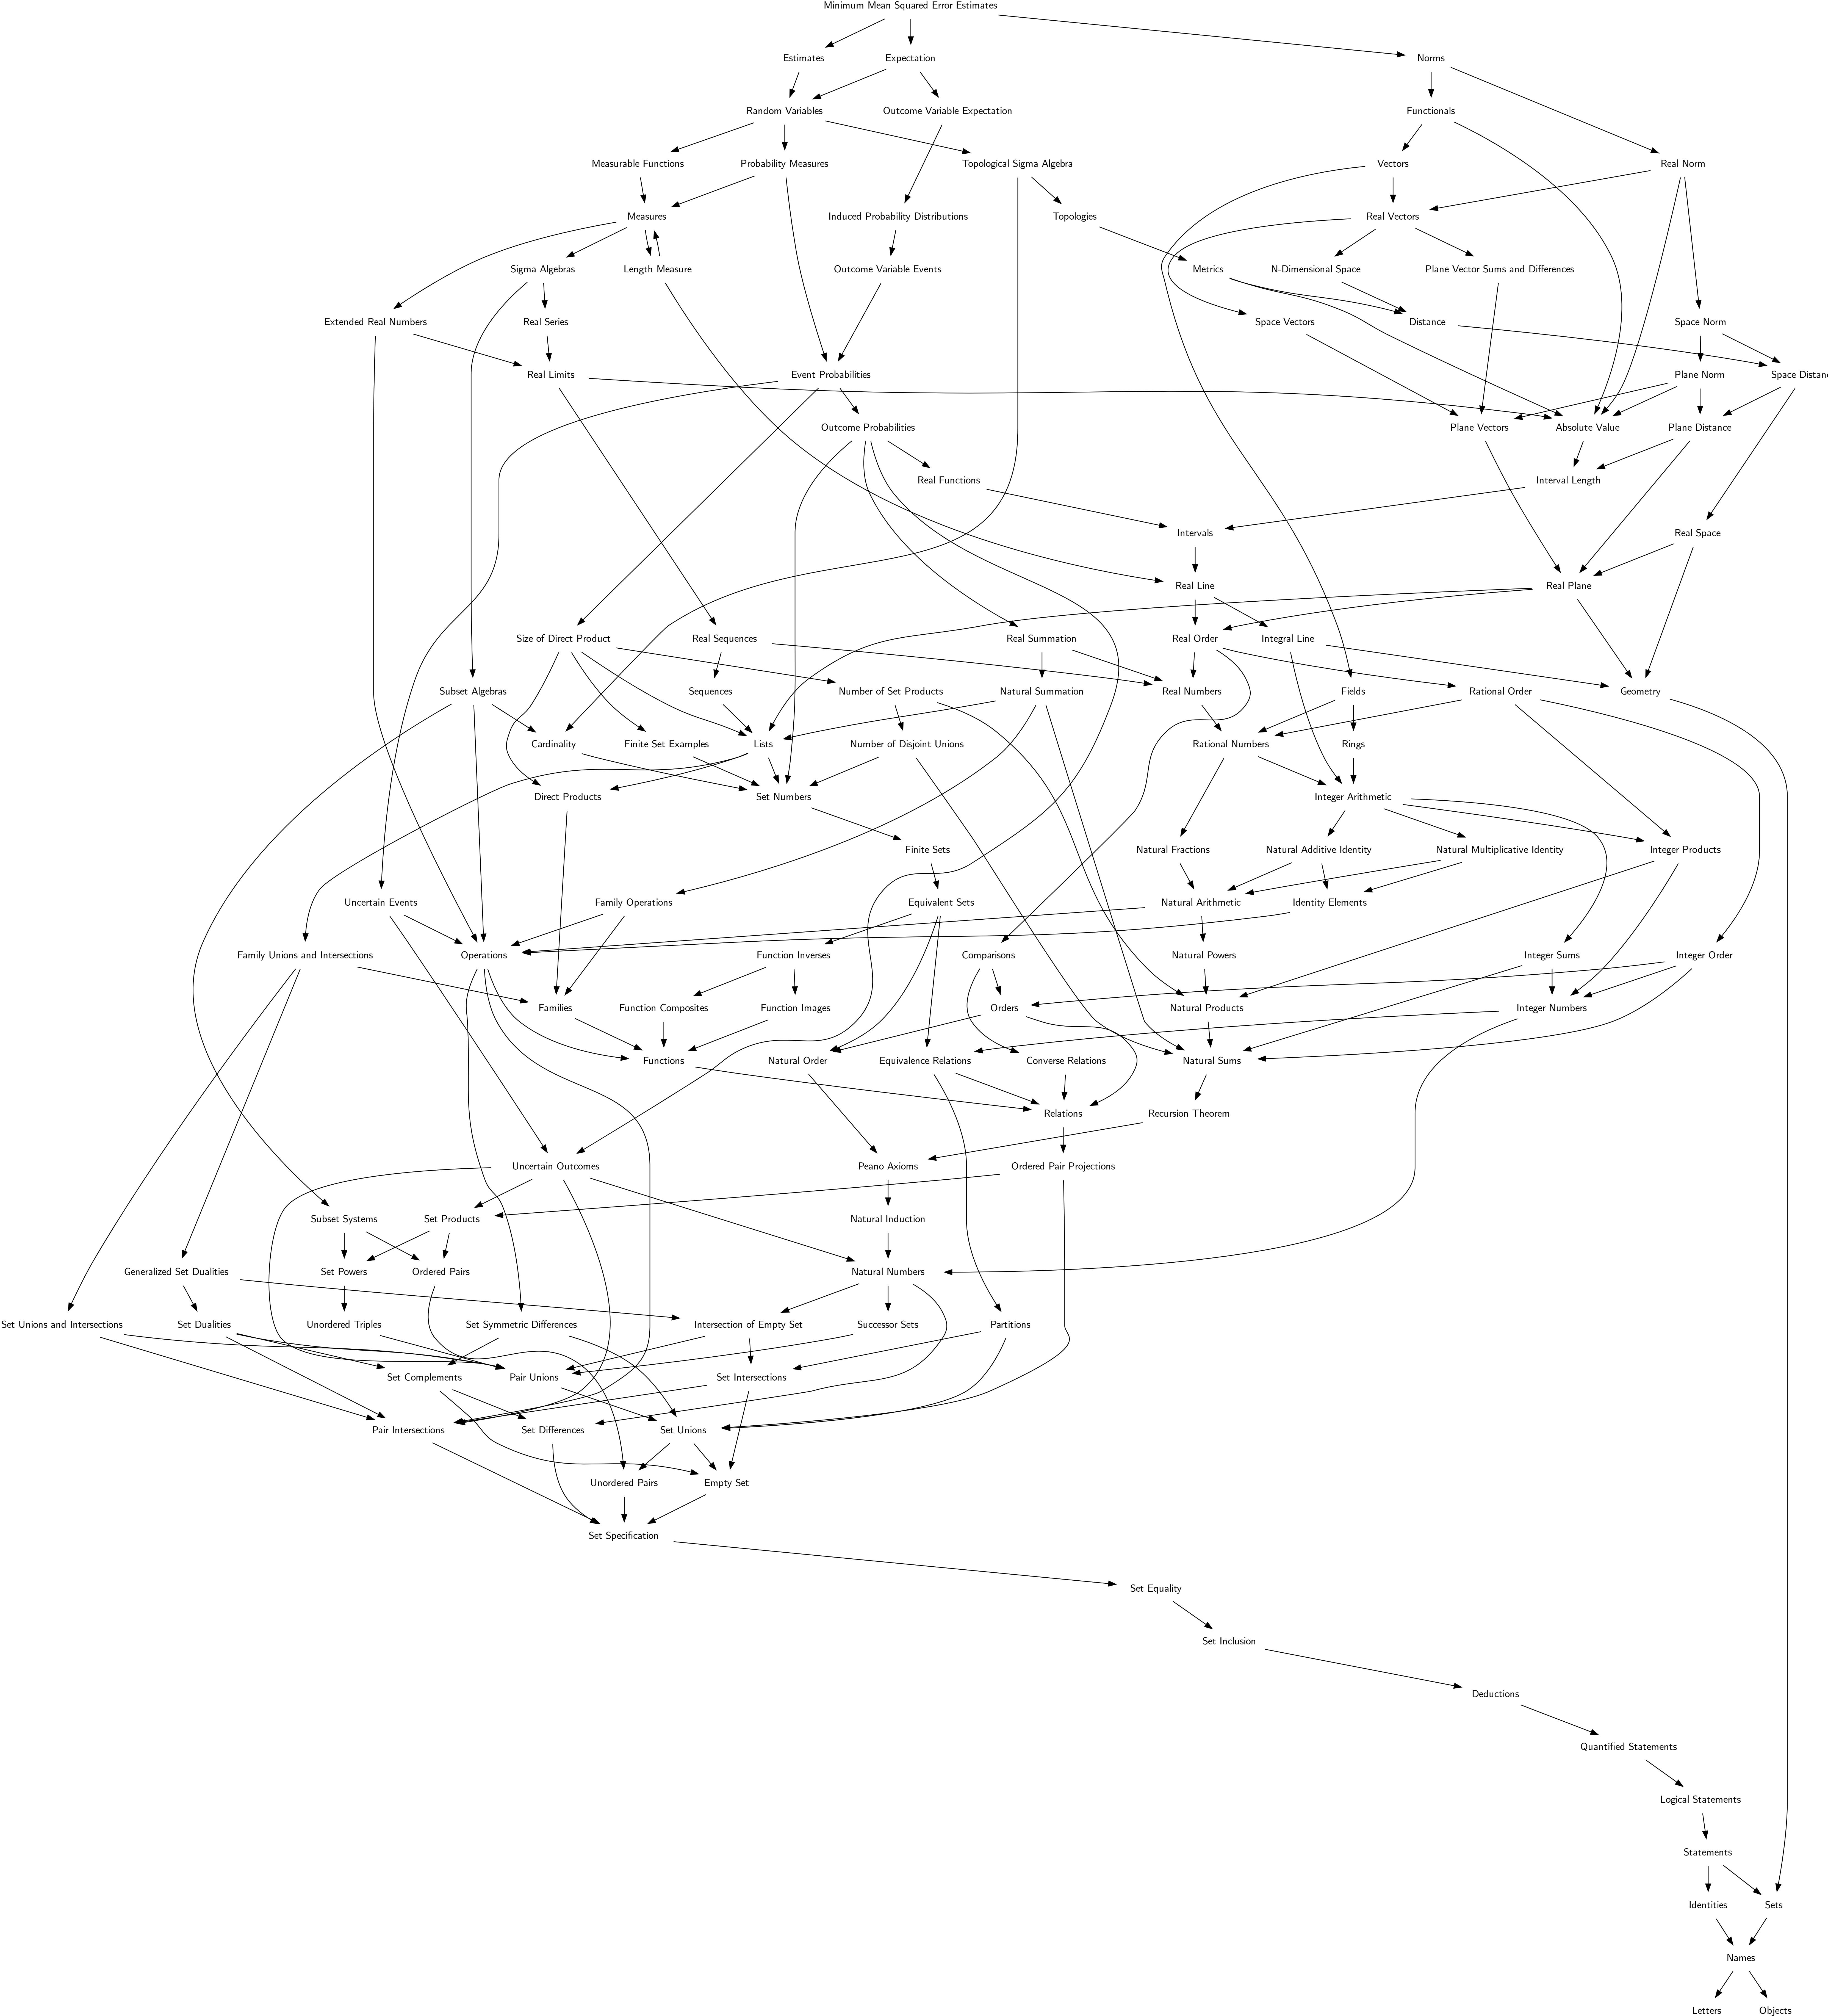 Minimum Mean Squared Error Estimates
Estimates
Expectation
Norms
Random Variables
Outcome Variable Expectation
Functionals
Measurable Functions
Probability Measures
Topological Sigma Algebra
Vectors
Real Norm
Measures
Induced Probability Distributions
Topologies
Real Vectors
Sigma Algebras
Length Measure
Outcome Variable Events
Metrics
N-Dimensional Space
Plane Vector Sums and Differences
Extended Real Numbers
Real Series
Space Vectors
Distance
Space Norm
Real Limits
Event Probabilities
Plane Norm
Space Distanc
Outcome Probabilities
Plane Vectors
Absolute Value
Plane Distance
Real Functions
Interval Length
Intervals
Real Space
Real Line
Real Plane
Size of Direct Product
Real Sequences
Real Summation
Real Order
Integral Line
Subset Algebras
Sequences
Number of Set Products
Natural Summation
Real Numbers
Fields
Rational Order
Geometry
Cardinality
Finite Set Examples
Lists
Number of Disjoint Unions
Rational Numbers
Rings
Direct Products
Set Numbers
Integer Arithmetic
Finite Sets
Natural Fractions
Natural Additive Identity
Natural Multiplicative Identity
Integer Products
Uncertain Events
Family Operations
Equivalent Sets
Natural Arithmetic
Identity Elements
Family Unions and Intersections
Operations
Function Inverses
Comparisons
Natural Powers
Integer Sums
Integer Order
Families
Function Composites
Function Images
Orders
Natural Products
Integer Numbers
Functions
Natural Order
Equivalence Relations
Converse Relations
Natural Sums
Relations
Recursion Theorem
Uncertain Outcomes
Peano Axioms
Ordered Pair Projections
Subset Systems
Set Products
Natural Induction
Generalized Set Dualities
Set Powers
Ordered Pairs
Natural Numbers
Set Unions and Intersections
Set Dualities
Unordered Triples
Set Symmetric Differences
Intersection of Empty Set
Successor Sets
Partitions
Set Complements
Pair Unions
Set Intersections
Pair Intersections
Set Differences
Set Unions
Unordered Pairs
Empty Set
Set Specification
Set Equality
Set Inclusion
Deductions
Quantified Statements
Logical Statements
Statements
Identities
Sets
Names
Letters
Objects